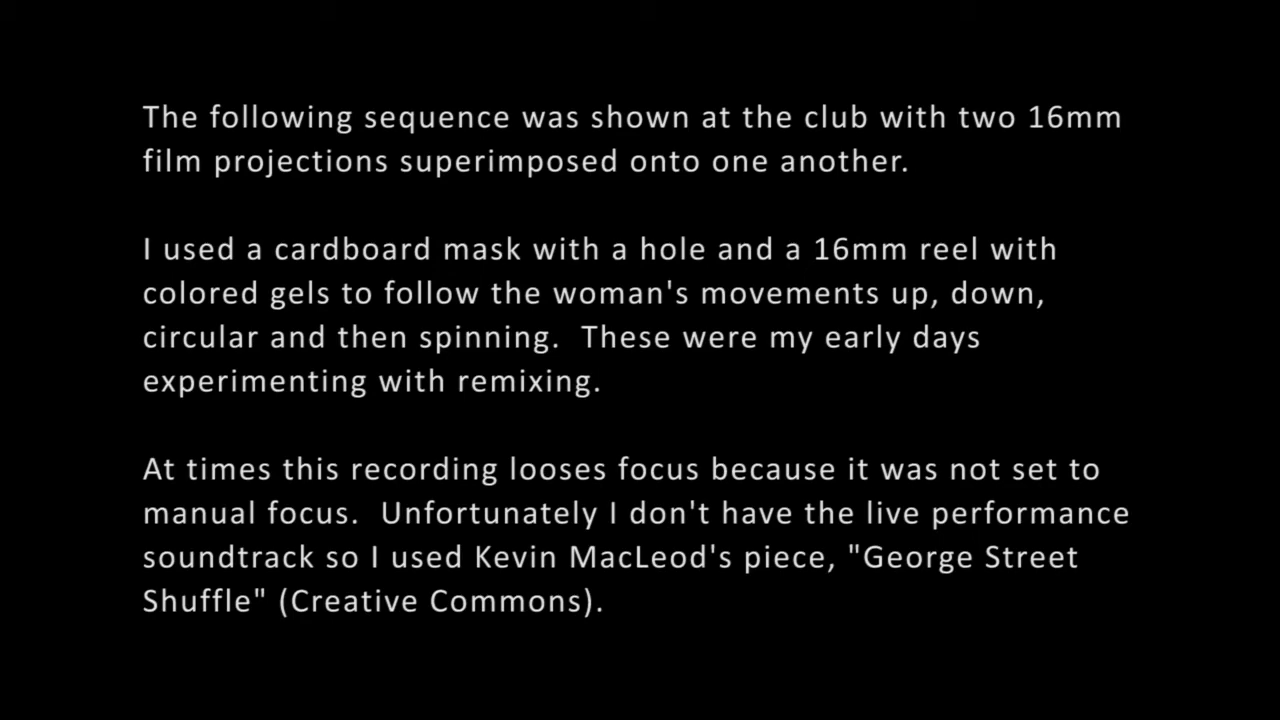 The following sequence was shown at the club with two 16mm
film projections superimposed onto one another.
I used a cardboard mask with a hole and a 16mm reel with
colored gels to follow the woman's movements up, down,
circular and then spinning.  These were my early days
experimenting with remixing.
At times this recording looses focus because it was not set to
manual focus.  Unfortunately I don't have the live performance
soundtrack so I used Kevin MacLeod's piece, "George Street
Shuffle" (Creative Commons).